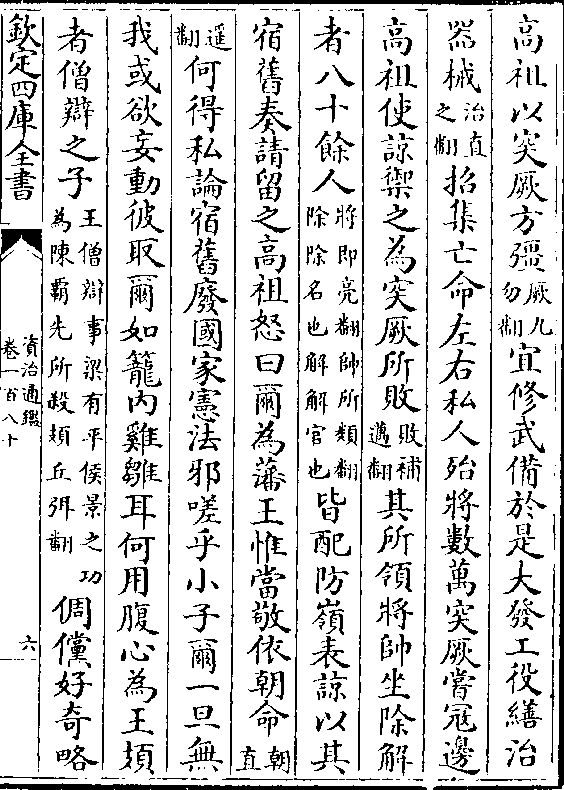 高祖以突厥方彊厥九勿翻宜修武備於是大發工役繕治
器械治直之翻招集亡命左右私人殆將數萬突厥嘗冦邊
高祖使諒禦之為突厥所敗敗補邁翻其所領將帥坐除解
者八十餘人將即亮翻帥所類翻除除名也解解官也皆配防嶺表諒以其
宿舊奏請留之高祖怒曰爾為藩王惟當敬依朝命朝直
遥翻何得私論宿舊廢國家憲法邪嗟乎小子爾一旦無
我或欲妄動彼取爾如籠內雞雛耳何用腹心為王頍
者僧辯之子王僧辯事梁有平侯景之功為陳霸先所殺頍丘弭翻倜儻好奇略
欽定四庫全書
資治通鑑
卷一百八十
六